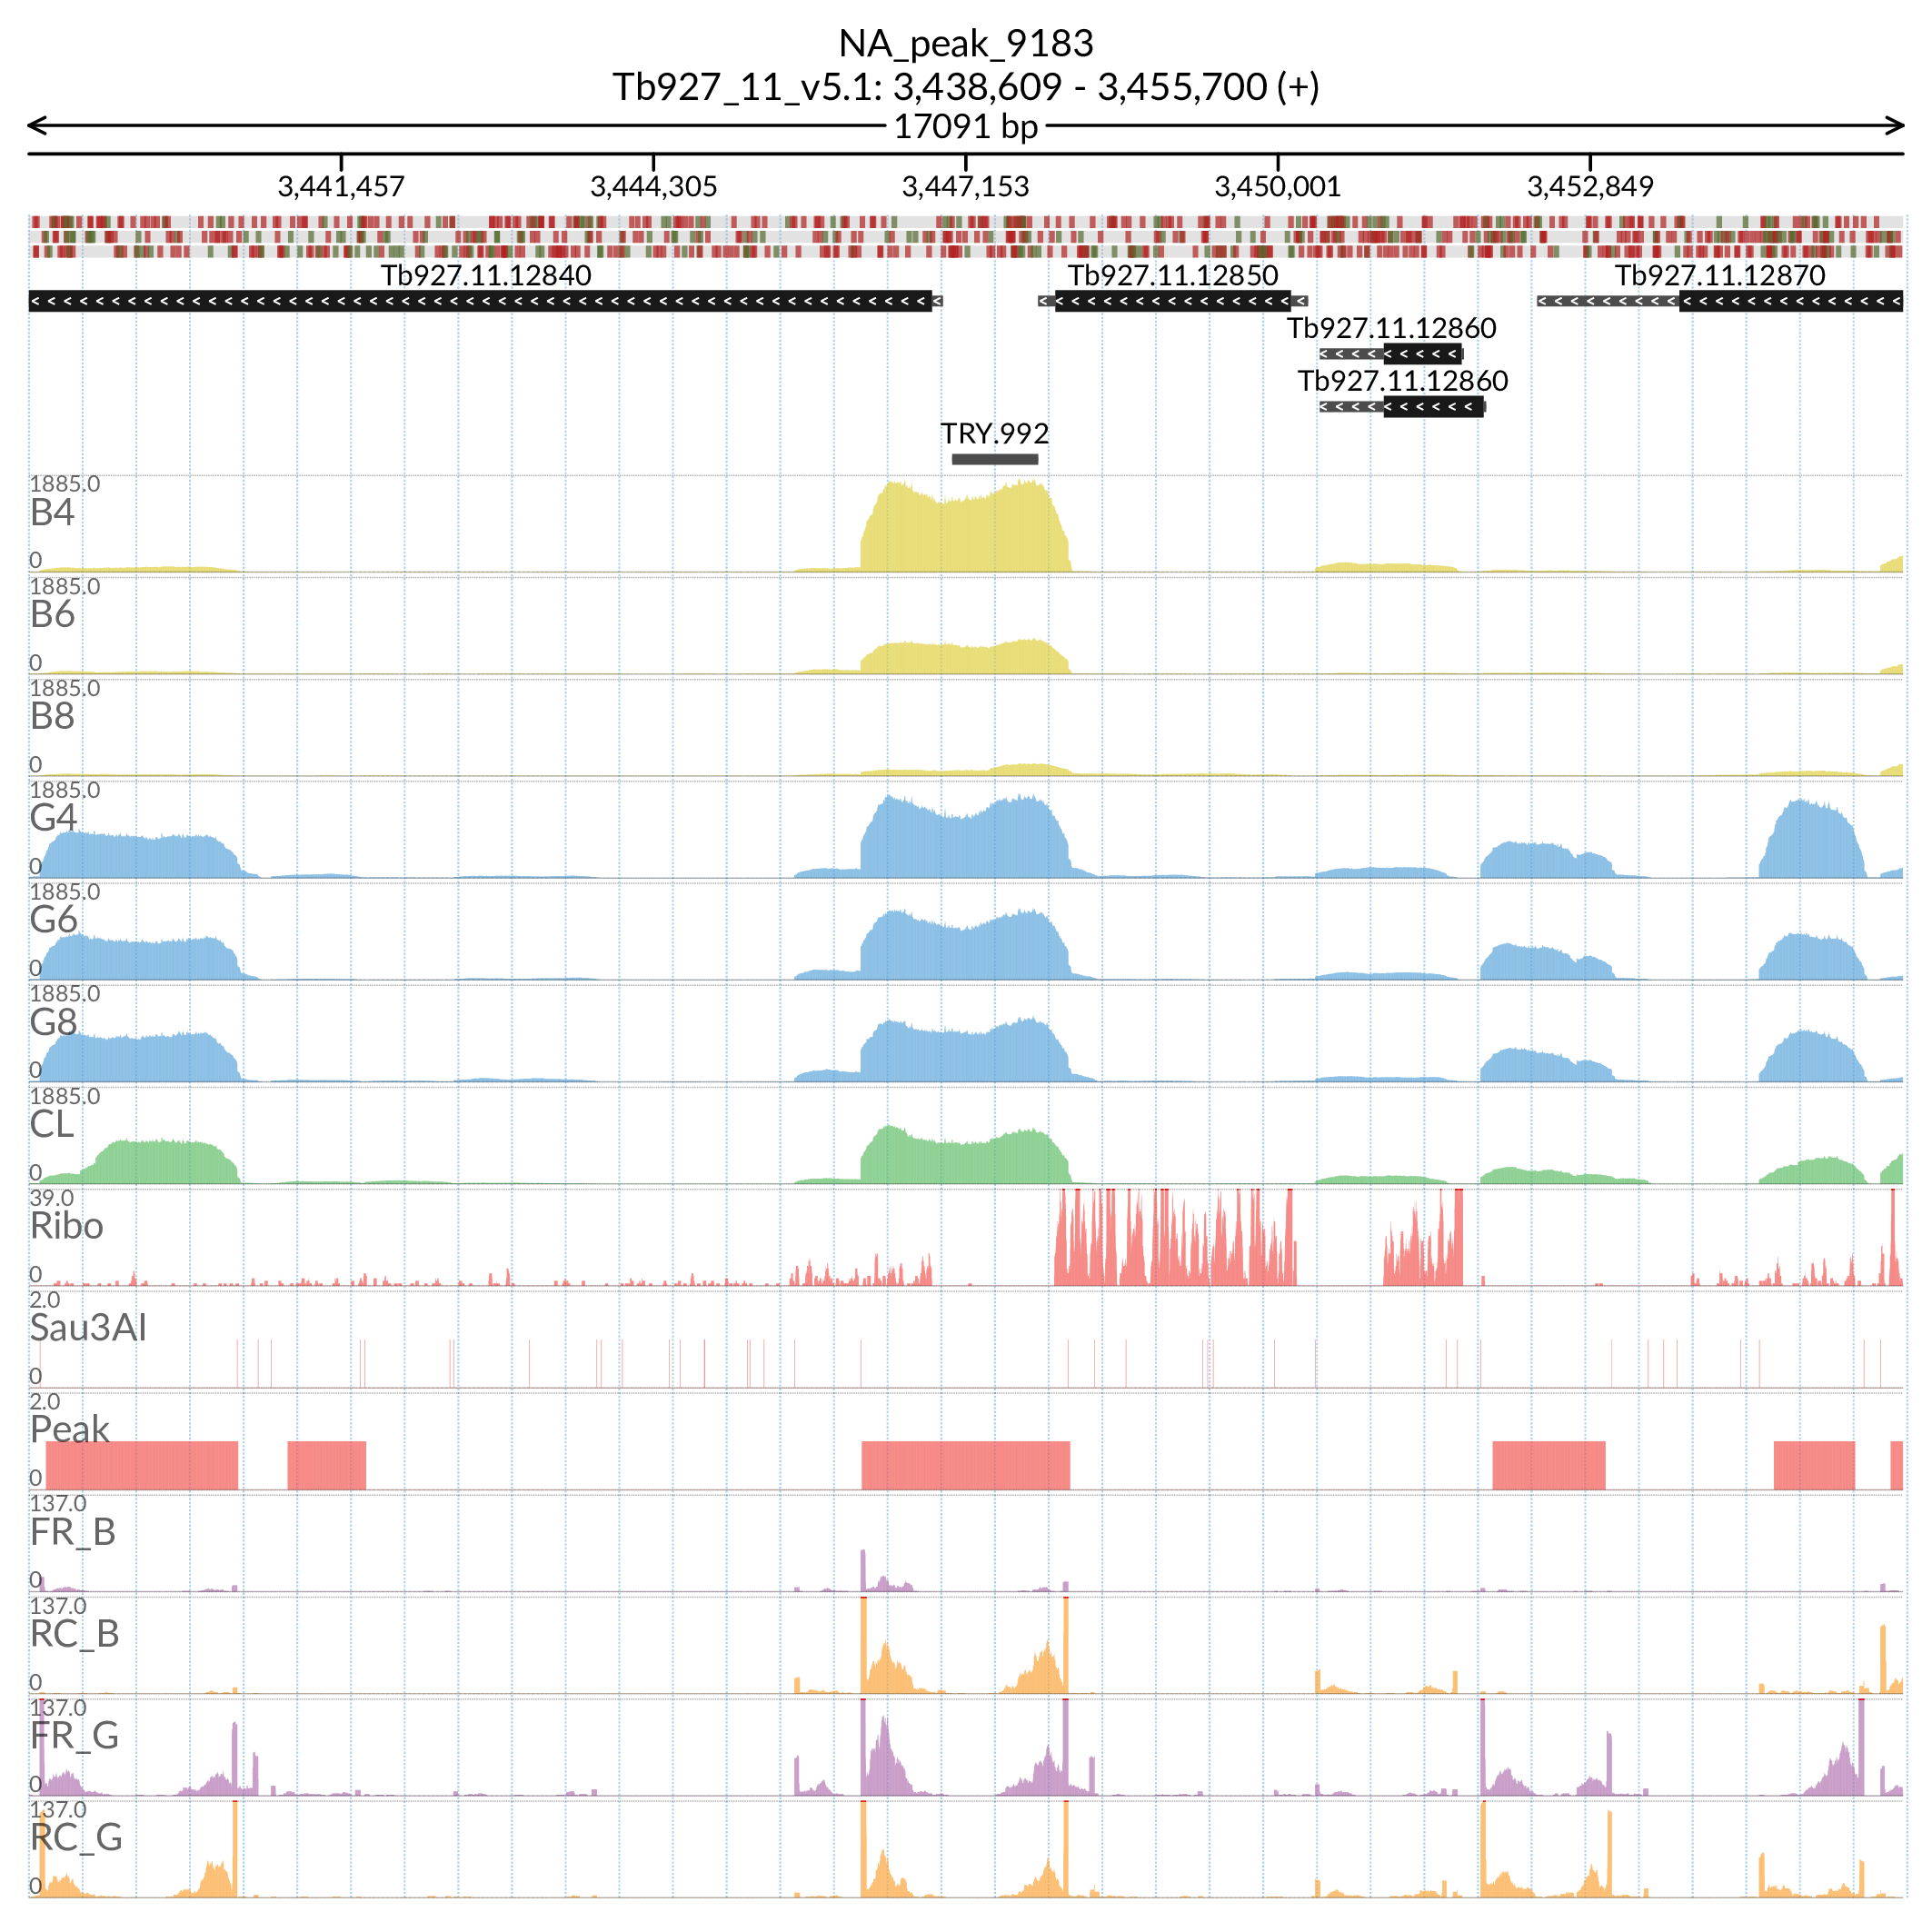 NA_peak_9183
Tb927_11_v5.1: 3,438,609 - 3,455,700 (+)
17091 bp
3,441,457 3,444,305 3,447,153 3,450,001 3,452,849
Tb927.11.12840 Tb927.11.12850 Tb927.11.12870
Tb927.11.12860
Tb927.11.12860
TRY.992
1885.0
B4
0
1885.0
B6
0
1885.0
B8
0
1885.0
G4
0
1885.0
G6
0
1885.0
G8
0
1885.0
CL
0
39.0
Ribo
0
2.0
Sau3AI
0
2.0
Peak
0
137.0
FR_B
0
137.0
RC_B
0
137.0
FR_G
0
137.0
RC_G
0